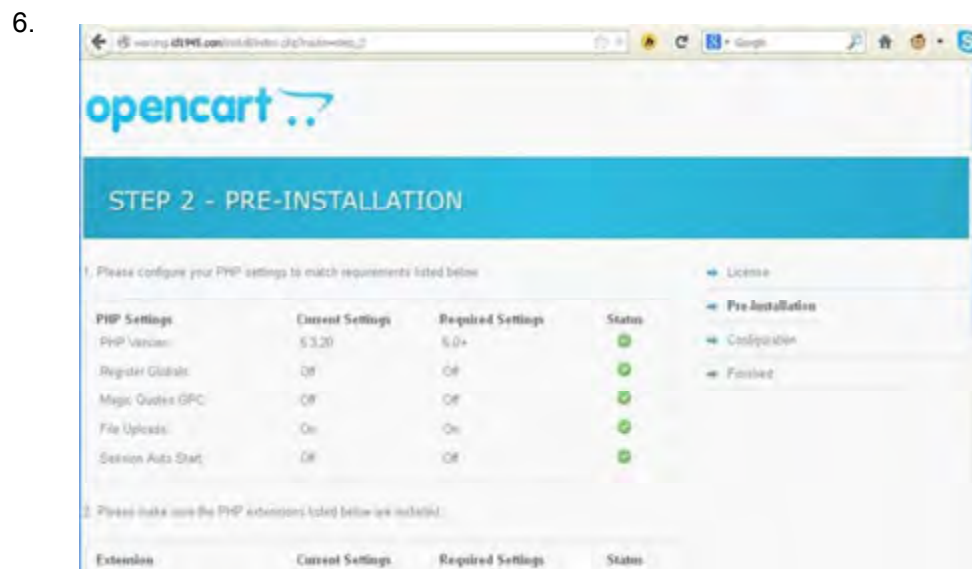 6.
opencart
STEP 2 - PRE-INSTALLATION
1. Please configure your PHP settings to match requirements listed below
PHP Settings Current Settings Required Settings Status
PHP Version: 5.3.20 5.0+
Register Globals: Off Off
Magic Quotes GPC: Off Off
File Uploads: On On
Session Auto Start: Off Off
License
Pre-Installation
Configuration
Finished
2. Please make sure the PHP extensions listed below are installed.
Extension Current Settings Required Settings Status